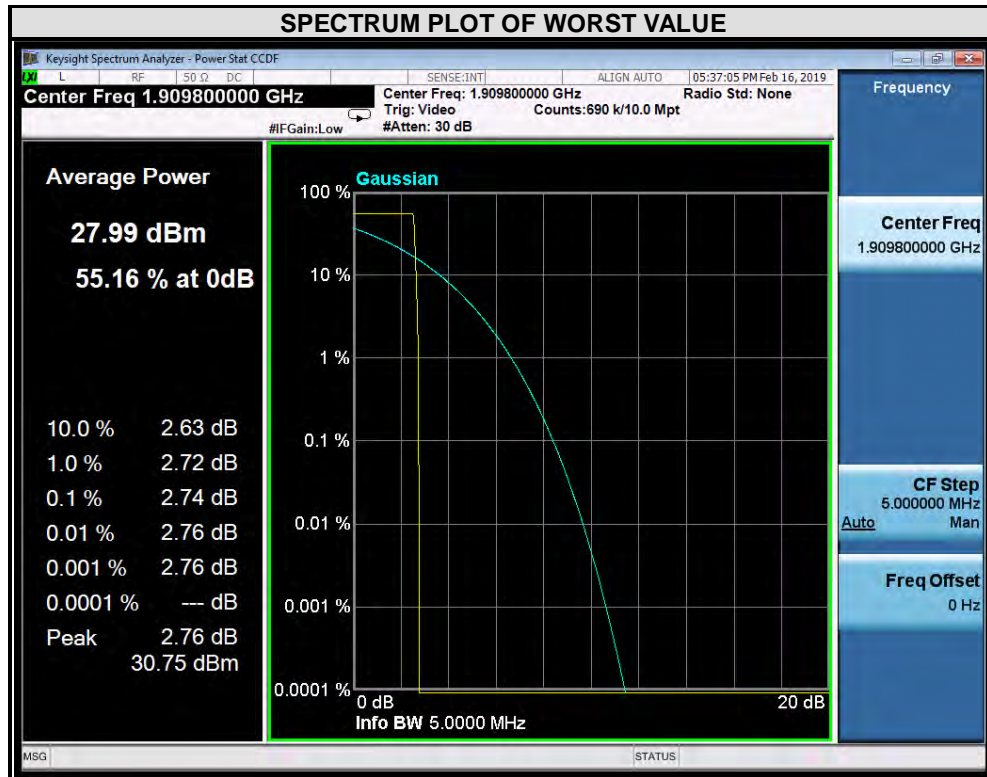 SPECTRUM PLOT OF WORST VALUE
Keysight Spectrum Analyzer - Power Stat CCDF
LXI L RF 50 Ω DC SENSE:INT ALIGN AUTO 05:37:05 PM Feb 16, 2019
Center Freq 1.909800000 GHz
Center Freq: 1.909800000 GHz Radio Std: None
Trig: Video Counts:690 k/10.0 Mpt
#IFGain:Low #Atten: 30 dB
Average Power
27.99 dBm
55.16 % at 0dB
10.0 % 2.63 dB
1.0 % 2.72 dB
0.1 % 2.74 dB
0.01 % 2.76 dB
0.001 % 2.76 dB
0.0001 % --- dB
Peak 2.76 dB
30.75 dBm
Gaussian
100 %
10 %
1 %
0.1 %
0.01 %
0.001 %
0.0001 %
0 dB 20 dB
Info BW 5.0000 MHz
Frequency
Center Freq
1.909800000 GHz
CF Step
5.000000 MHz
Auto Man
Freq Offset
0 Hz
MSG STATUS